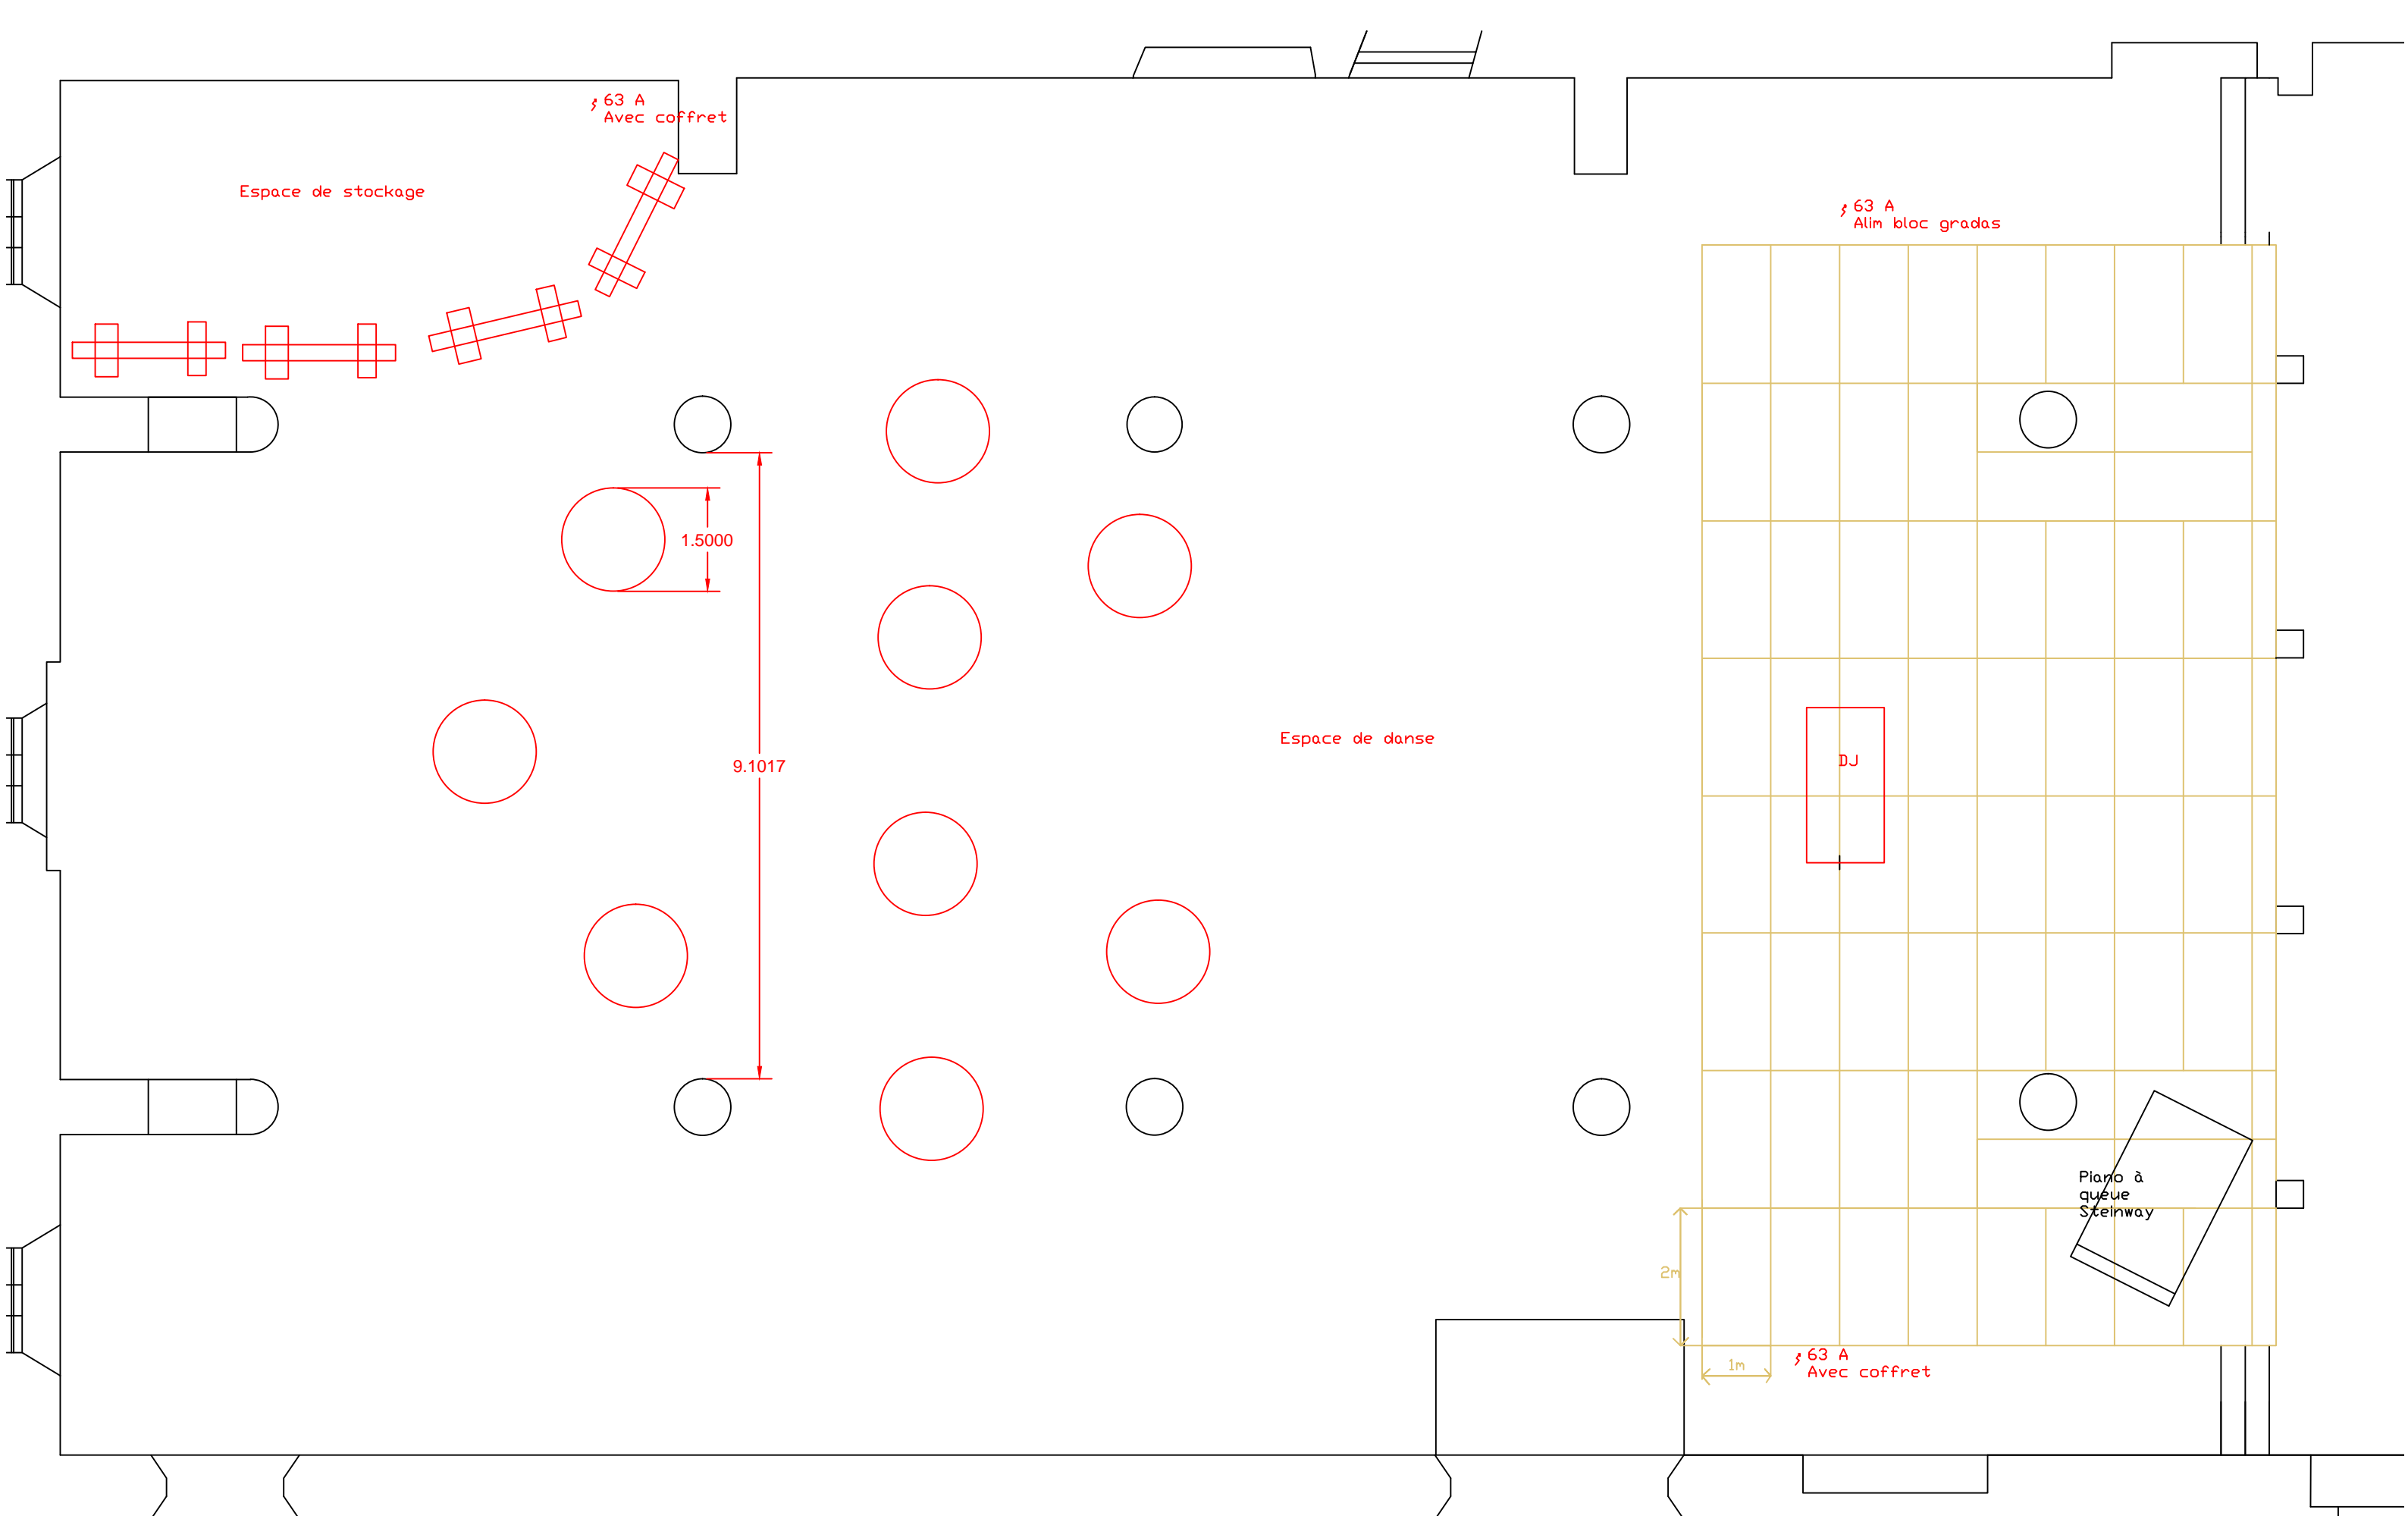 63 A
Avec coffret
Espace de stockage
63 A
Alim bloc gradas
1.5000
9.1017
Espace de danse
DJ
Piano à
queue
Steinway
2m
1m
63 A
Avec coffret